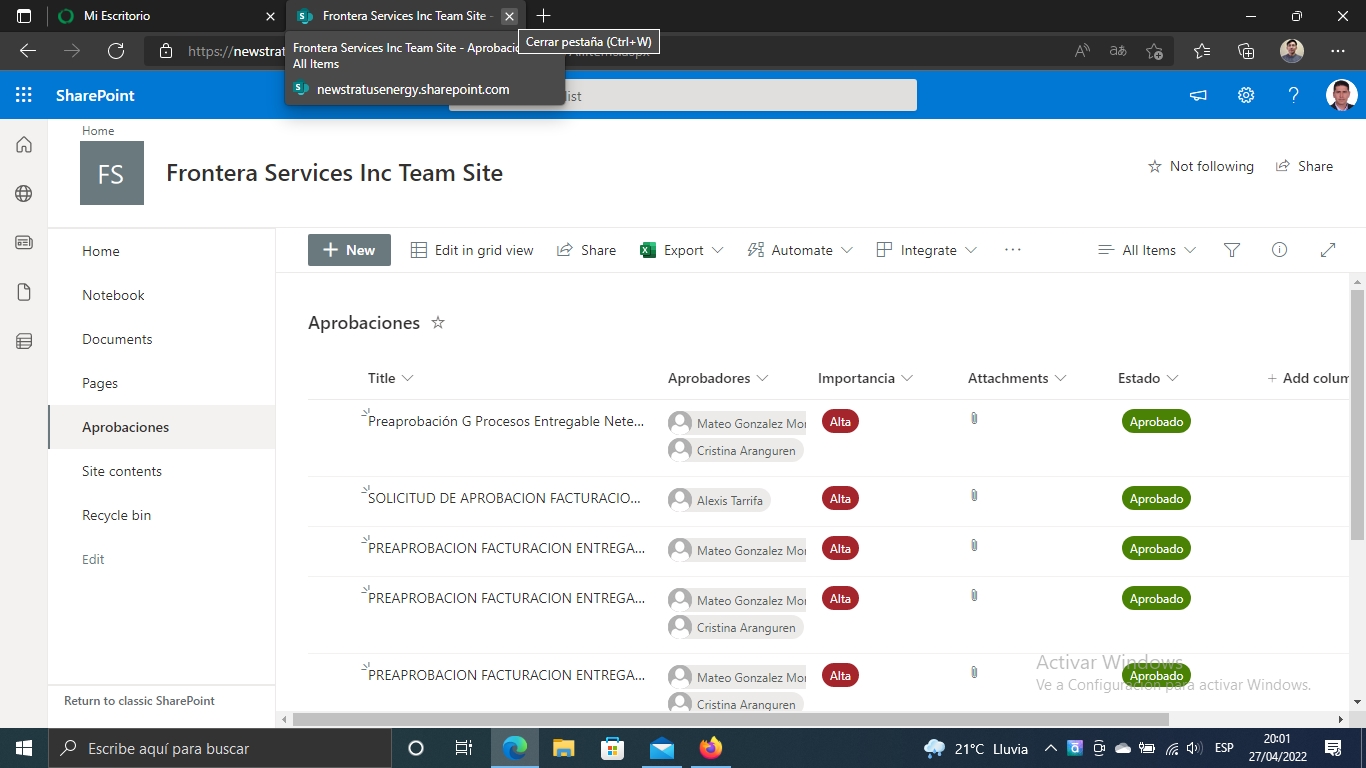 Mi Escritorio
Frontera Services Inc Team Site -
Cerrar pestaña (Ctrl+W)
https://newstrat
Frontera Services Inc Team Site -
All Items
newstratusenergy.sharepoint.com
SharePoint
list
Home
FS
Frontera Services Inc Team Site
Not following
Share
Home
Notebook
Documents
Pages
Aprobaciones
Site contents
Recycle bin
Edit
Return to classic SharePoint
New
Edit in grid view
Share
Export
Automate
Integrate
All Items
Aprobaciones
Title
Aprobadores
Importancia
Attachments
Estado
+ Add colum
Preaprobación G Procesos Entregable Nete...
Mateo Gonzalez Mor
Cristina Aranguren
Alta
Aprobado
SOLICITUD DE APROBACION FACTURACIO...
Alexis Tarrifa
Alta
Aprobado
PREAPROBACION FACTURACION ENTREGA...
Mateo Gonzalez Mor
Alta
Aprobado
PREAPROBACION FACTURACION ENTREGA...
Mateo Gonzalez Mor
Cristina Aranguren
Alta
Aprobado
PREAPROBACION FACTURACION ENTREGA...
Mateo Gonzalez Mor
Cristina Aranguren
Alta
Aprobado
Activar Windows
Ve a Configuración para activar Windows.
Escribe aquí para buscar
21°C Lluvia
ESP
20:01
27/04/2022